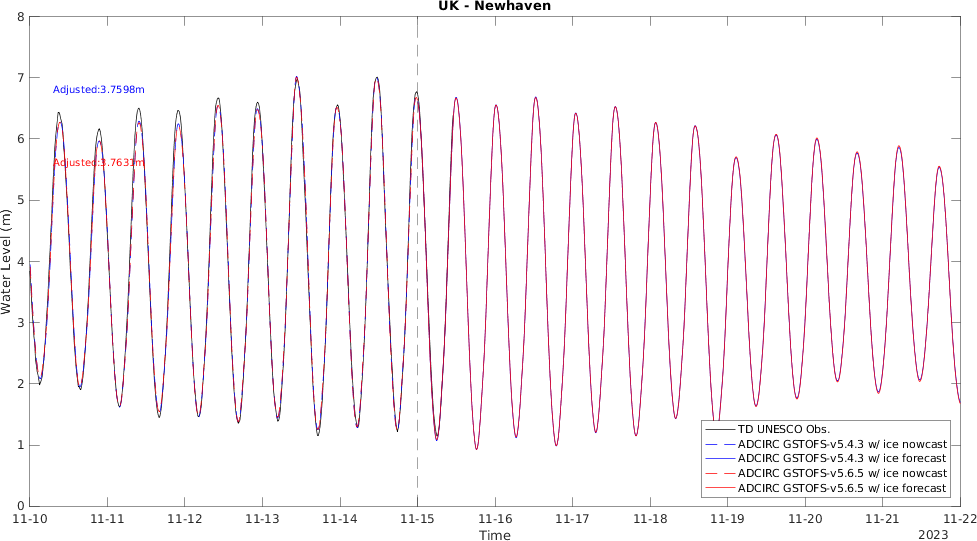 UK - Newhaven
8
7
6
5
4
3
2
1
0
Water Level (m)
Adjusted:3.7598m
Adjusted:3.7631m
TD UNESCO Obs.
ADCIRC GSTOFS-v5.4.3 w/ ice nowcast
ADCIRC GSTOFS-v5.4.3 w/ ice forecast
ADCIRC GSTOFS-v5.6.5 w/ ice nowcast
ADCIRC GSTOFS-v5.6.5 w/ ice forecast
11-10 11-11 11-12 11-13 11-14 11-15 11-16 11-17 11-18 11-19 11-20 11-21 11-22
Time
2023